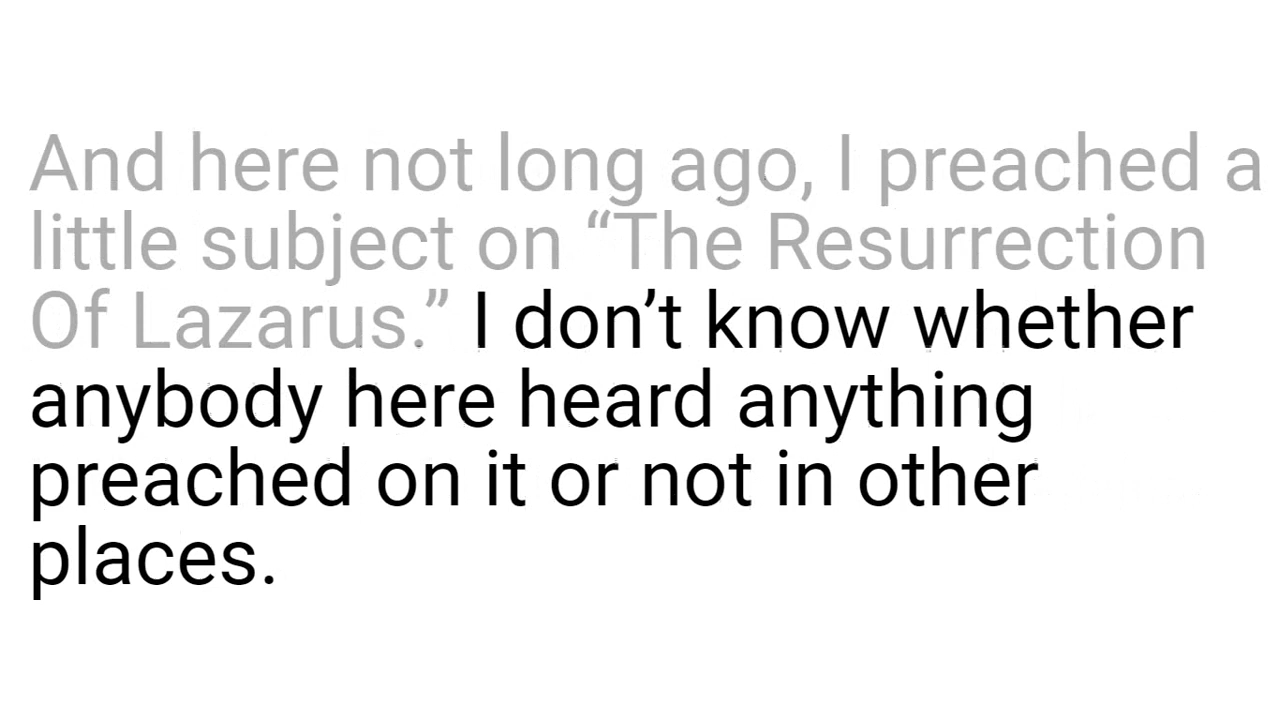 And here not long ago, I preached a
little subject on “The Resurrection
Of Lazarus.” I don’t know whether
anybody here heard anything
preached on it or not in other
places.